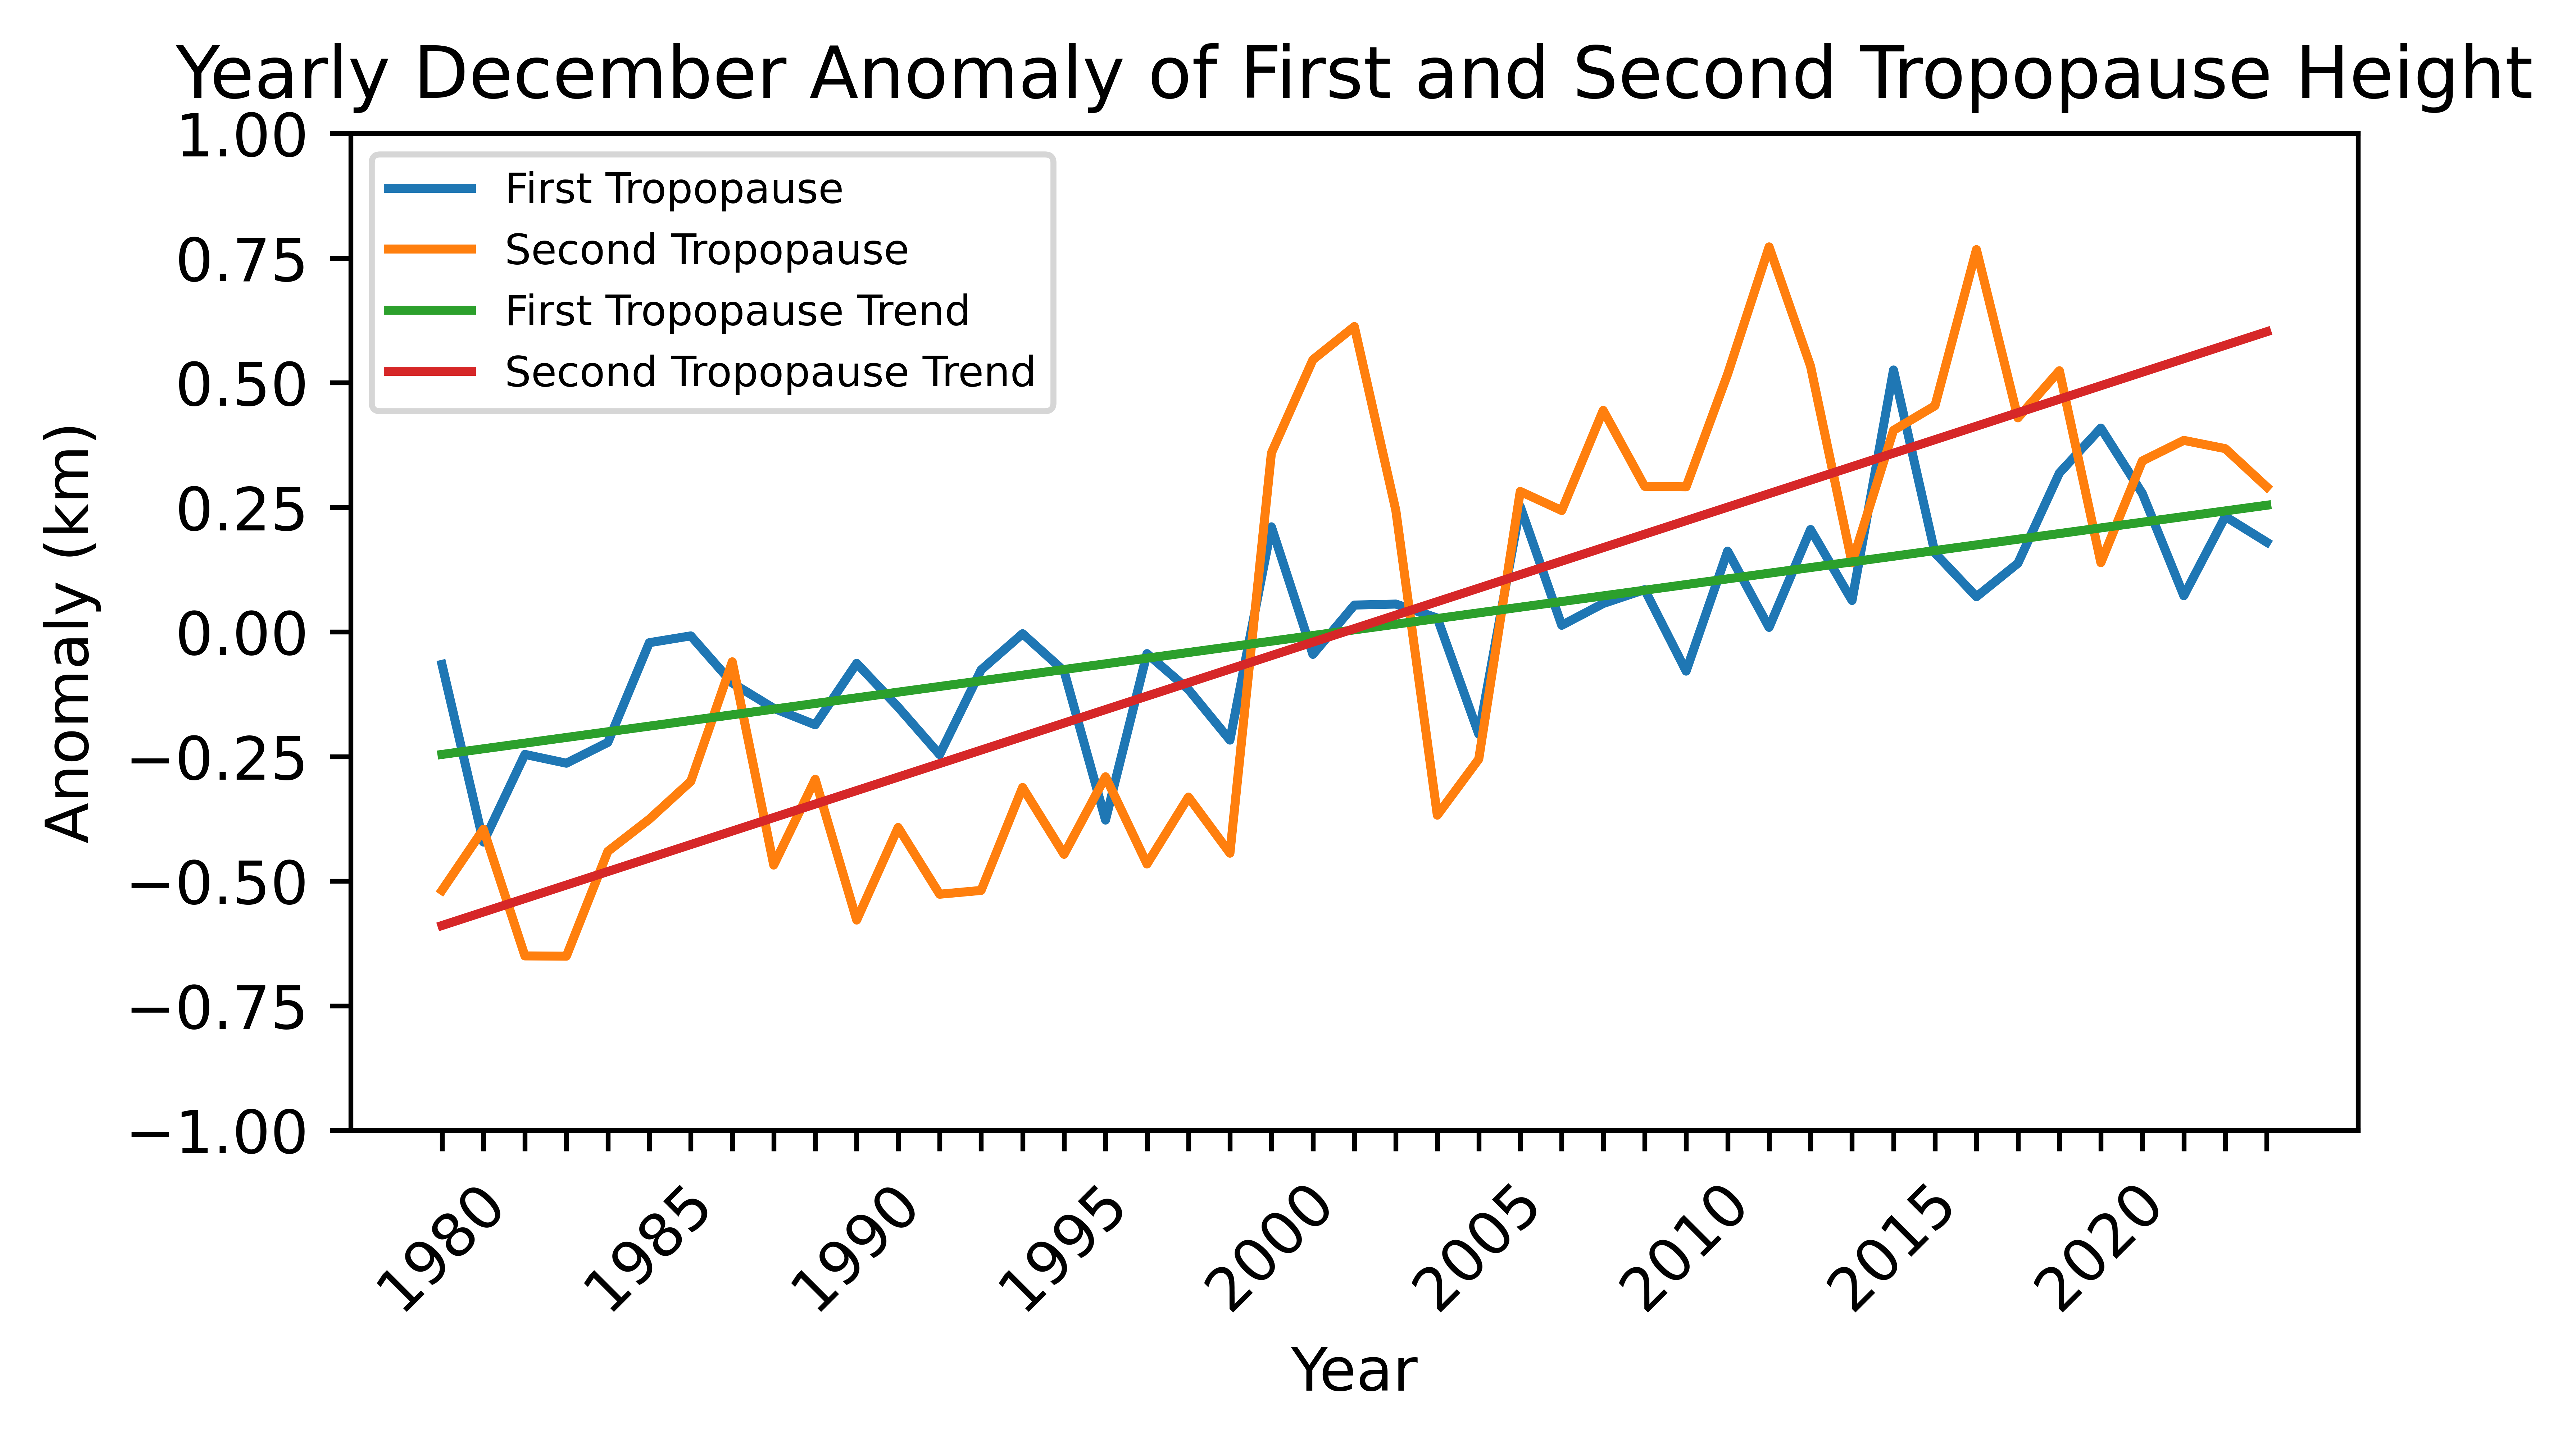 Yearly December Anomaly of First and Second Tropopause Height
1.00
0.75
0.50
0.25
0.00
−0.25
−0.50
−0.75
−1.00
Anomaly (km)
First Tropopause
Second Tropopause
First Tropopause Trend
Second Tropopause Trend
1980 1985 1990 1995 2000 2005 2010 2015 2020
Year